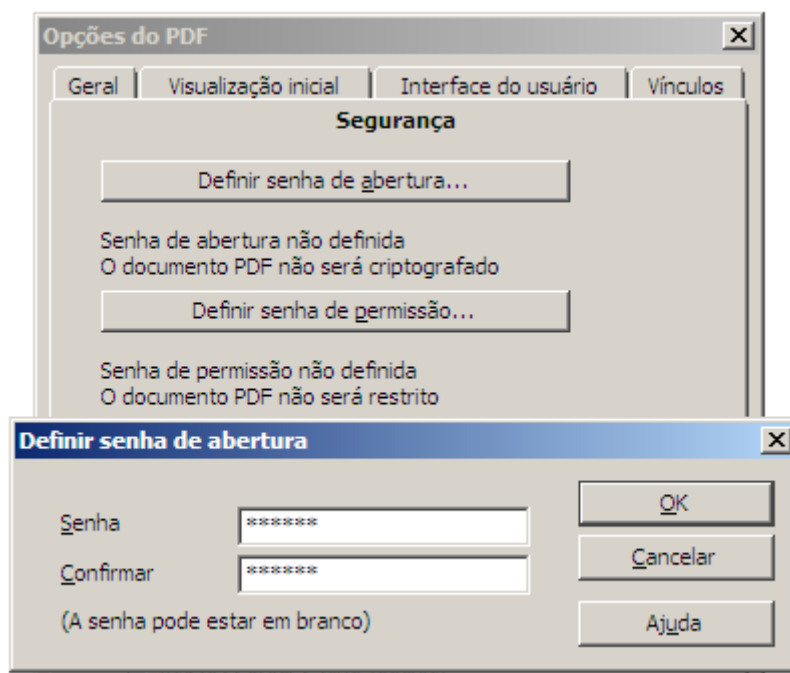 Opções do PDF
Geral
Visualização inicial
Interface do usuário
Vínculos
Segurança
Definir senha de abertura...
Senha de abertura não definida
O documento PDF não será criptografado
Definir senha de permissão...
Senha de permissão não definida
O documento PDF não será restrito
Definir senha de abertura
Senha
******
OK
Confirmar
******
Cancelar
(A senha pode estar em branco)
Ajuda